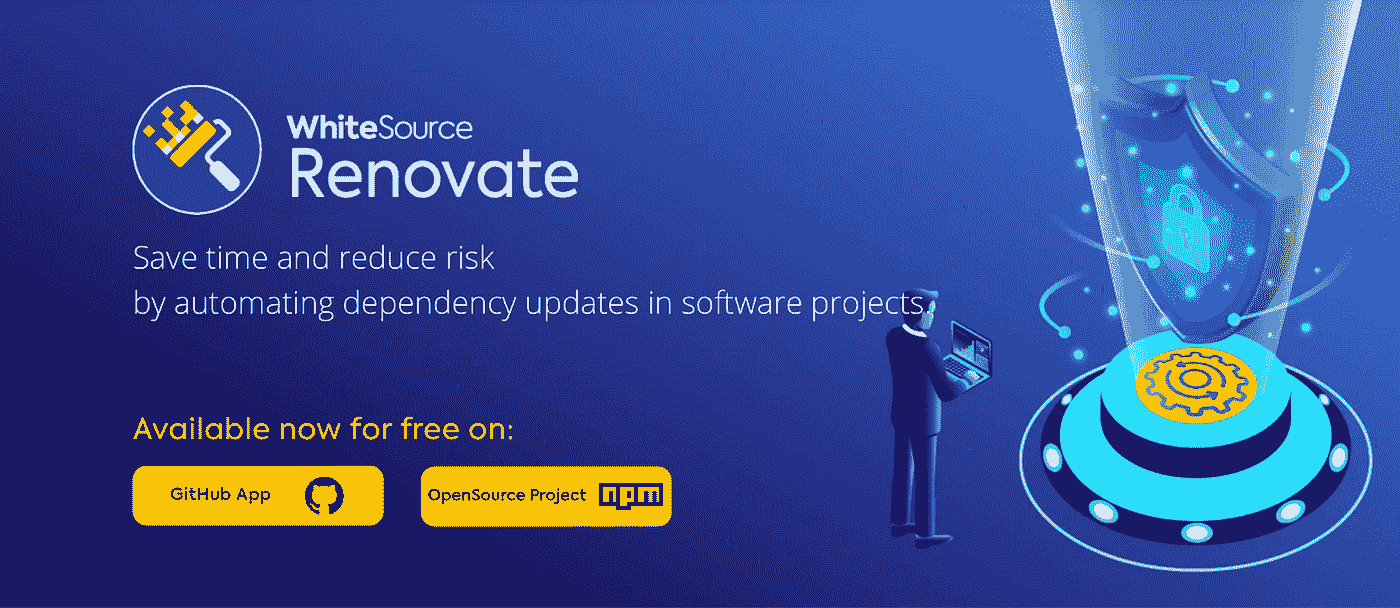 WhiteSource
Renovate
Save time and reduce risk
by automating dependency updates in software projects.
Available now for free on:
GitHub App
OpenSource Project npm